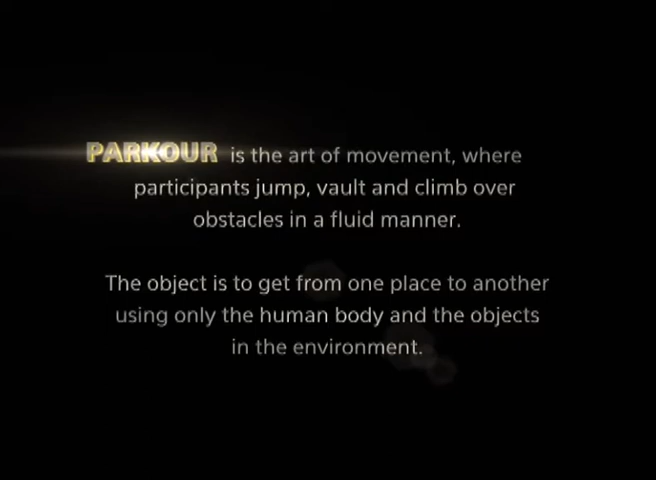 PARKOUR is the art of movement, where
participants jump, vault and climb over
obstacles in a fluid manner.
The object is to get from one place to another
using only the human body and the objects
in the environment.